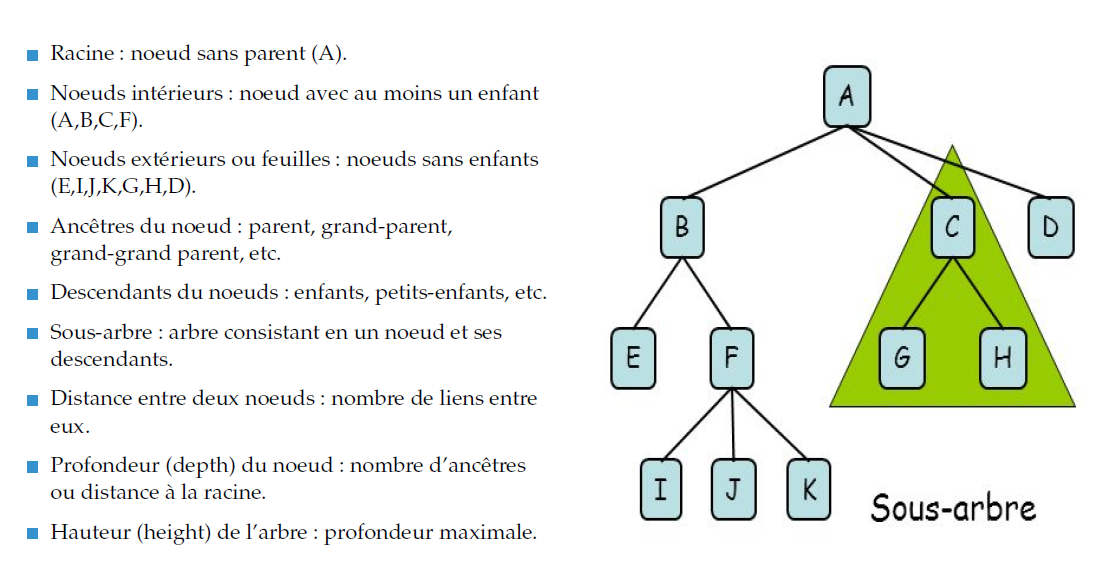 Racine : noeud sans parent (A).
Noeuds intérieurs : noeud avec au moins un enfant
(A,B,C,F).
Noeuds extérieurs ou feuilles : noeuds sans enfants
(E,I,J,K,G,H,D).
Ancêtres du noeud : parent, grand-parent,
grand-grand parent, etc.
Descendants du noeuds : enfants, petits-enfants, etc.
Sous-arbre : arbre consistant en un noeud et ses
descendants.
Distance entre deux noeuds : nombre de liens entre
eux.
Profondeur (depth) du noeud : nombre d'ancêtres
ou distance à la racine.
Hauteur (height) de l'arbre : profondeur maximale.
A
B
C
D
E
F
G
H
I
J
K
Sous-arbre